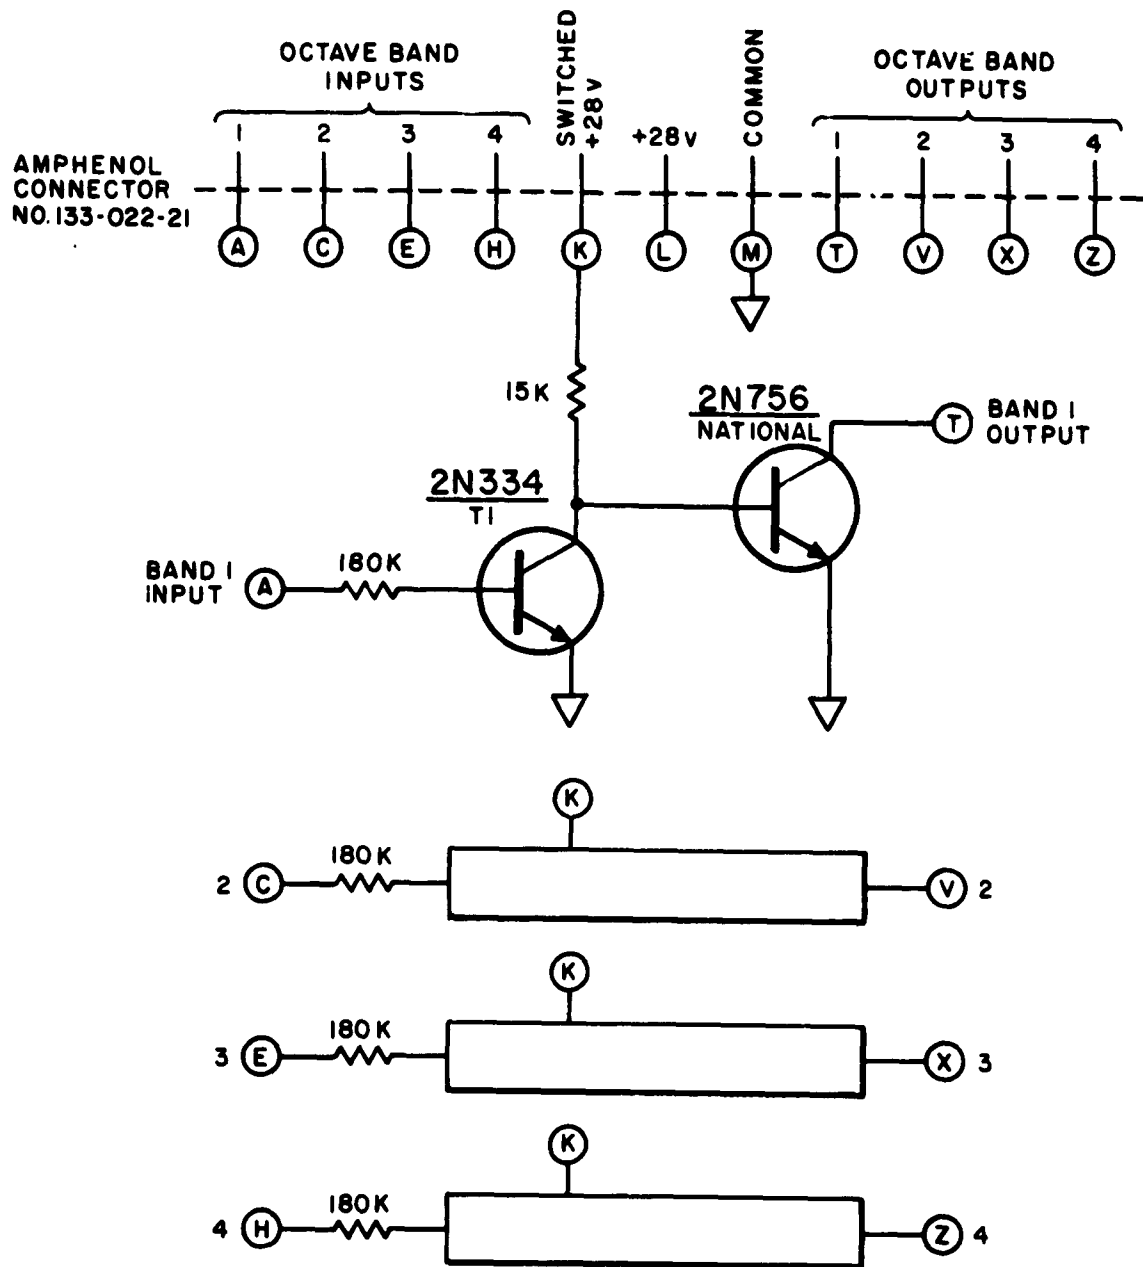 OCTAVE BAND
INPUTS
SWITCHED
+28V
COMMON
OCTAVE BAND
OUTPUTS
1 2 3 4 +28V 1 2 3 4
AMPHENOL
CONNECTOR
NO. 133-022-21
A C E H K L M T V X Z
15K
2N756
NATIONAL
T BAND 1
OUTPUT
2N334
TI
180K
BAND 1
INPUT A
K
180K
2 C V 2
K
180K
3 E X 3
K
180K
4 H Z 4